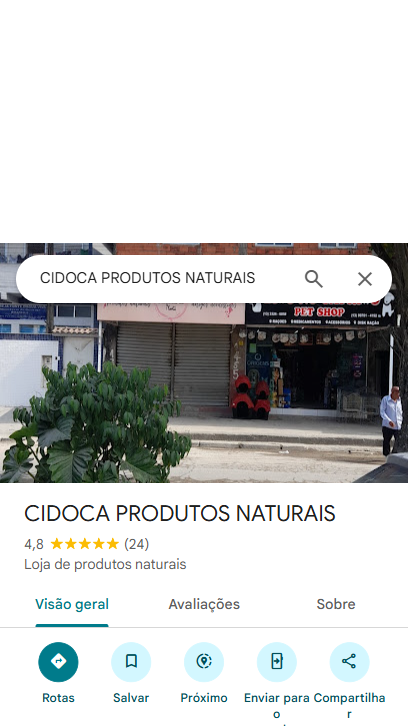 CIDOCA PRODUTOS NATURAIS
PET SHOP
CIDOCA PRODUTOS NATURAIS
4,8 (24)
Loja de produtos naturais
Visão geral Avaliações Sobre
Rotas Salvar Próximo Enviar para o Compartilhar